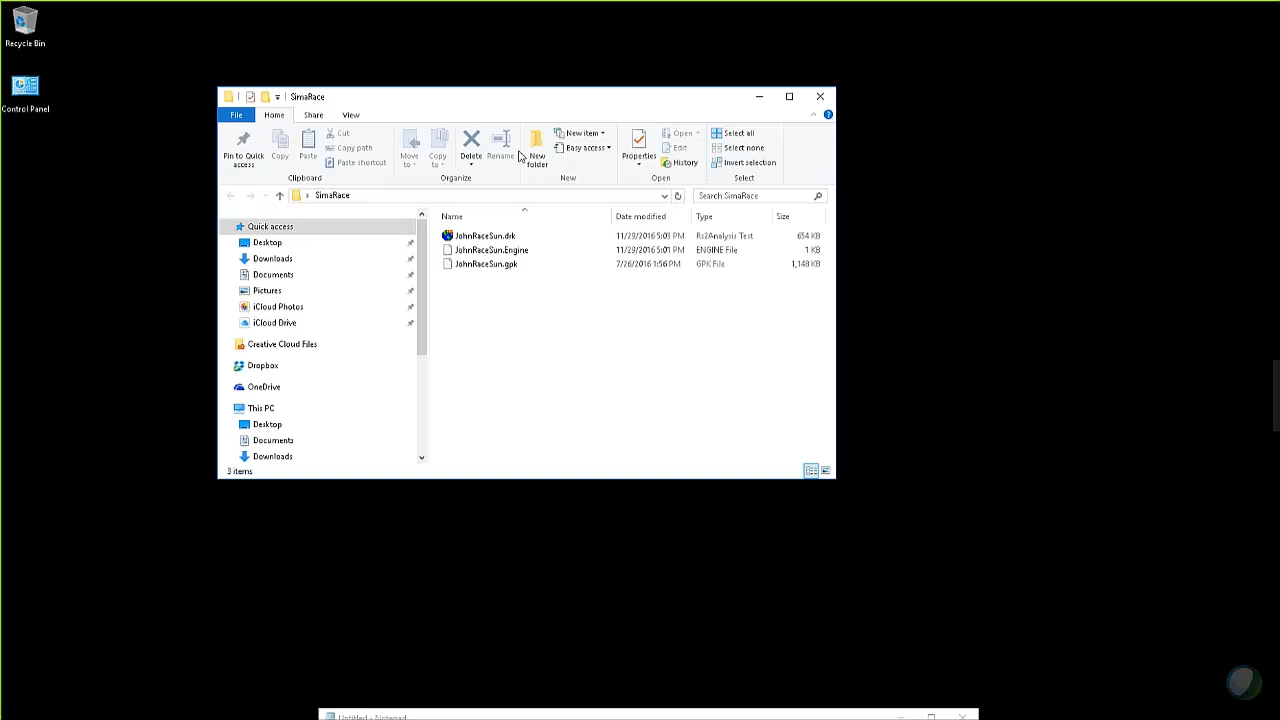 Recycle Bin
Control Panel
SimaRace
File Home Share View
Pin to Quick access
Copy
Paste
Cut
Copy path
Paste shortcut
Clipboard
Move to
Copy to
Delete
Rename
Organize
New folder
New item
Easy access
New
Properties
Open
Edit
History
Open
Select all
Select none
Invert selection
Select
SimaRace
Search SimaRace
Quick access
Desktop
Downloads
Documents
Pictures
iCloud Photos
iCloud Drive
Creative Cloud Files
Dropbox
OneDrive
This PC
Desktop
Documents
Downloads
Name Date modified Type Size
JohnRaceSun.drk 11/29/2016 5:03 PM Rs2Analysis Test 654 KB
JohnRaceSun.Engine 11/29/2016 5:01 PM ENGINE File 1 KB
JohnRaceSun.gpk 7/26/2016 1:56 PM GPK File 1,148 KB
3 items
Untitled - Notepad